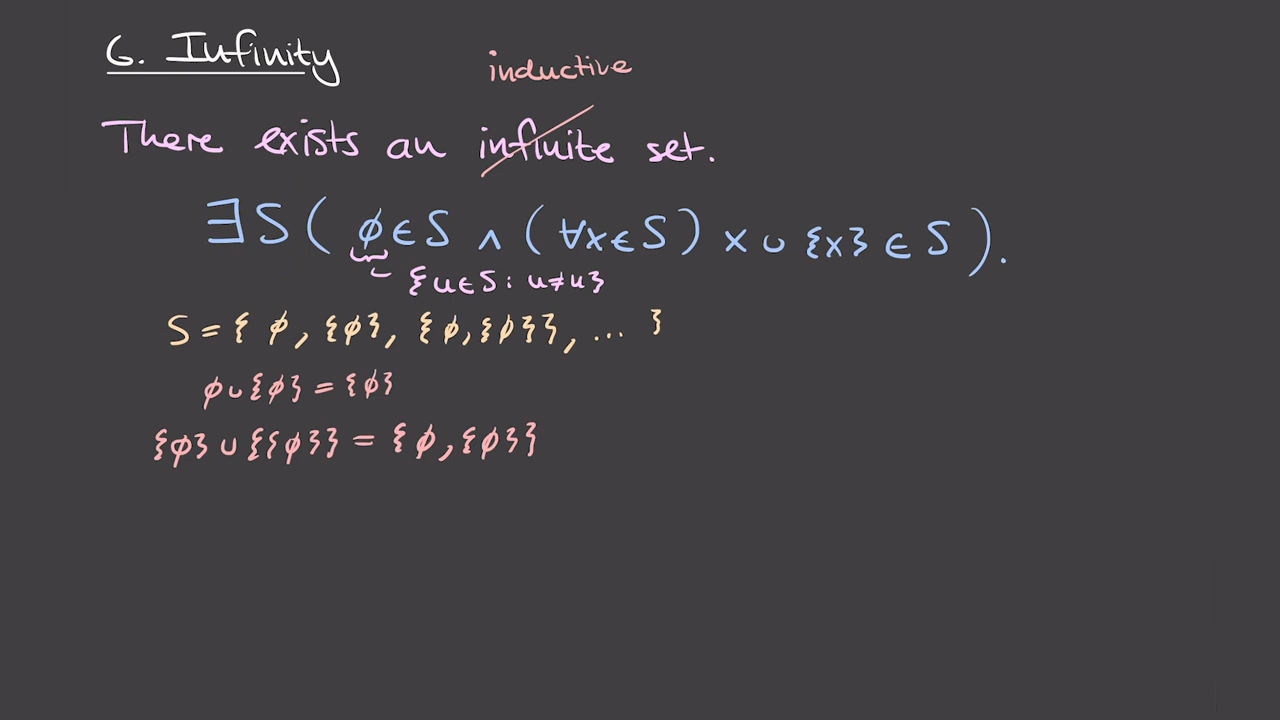 6. Infinity
inductive
There exists an infinite set.
∃S(ϕ∈S ∧ (∀x∈S) x ∪ {x} ∈ S).
{u∈S: u≠u}
S = {ϕ, {ϕ}, {ϕ,{ϕ}}, ... }
ϕ∪{ϕ} = {ϕ}
{ϕ} ∪ {{ϕ}} = {ϕ,{ϕ}}